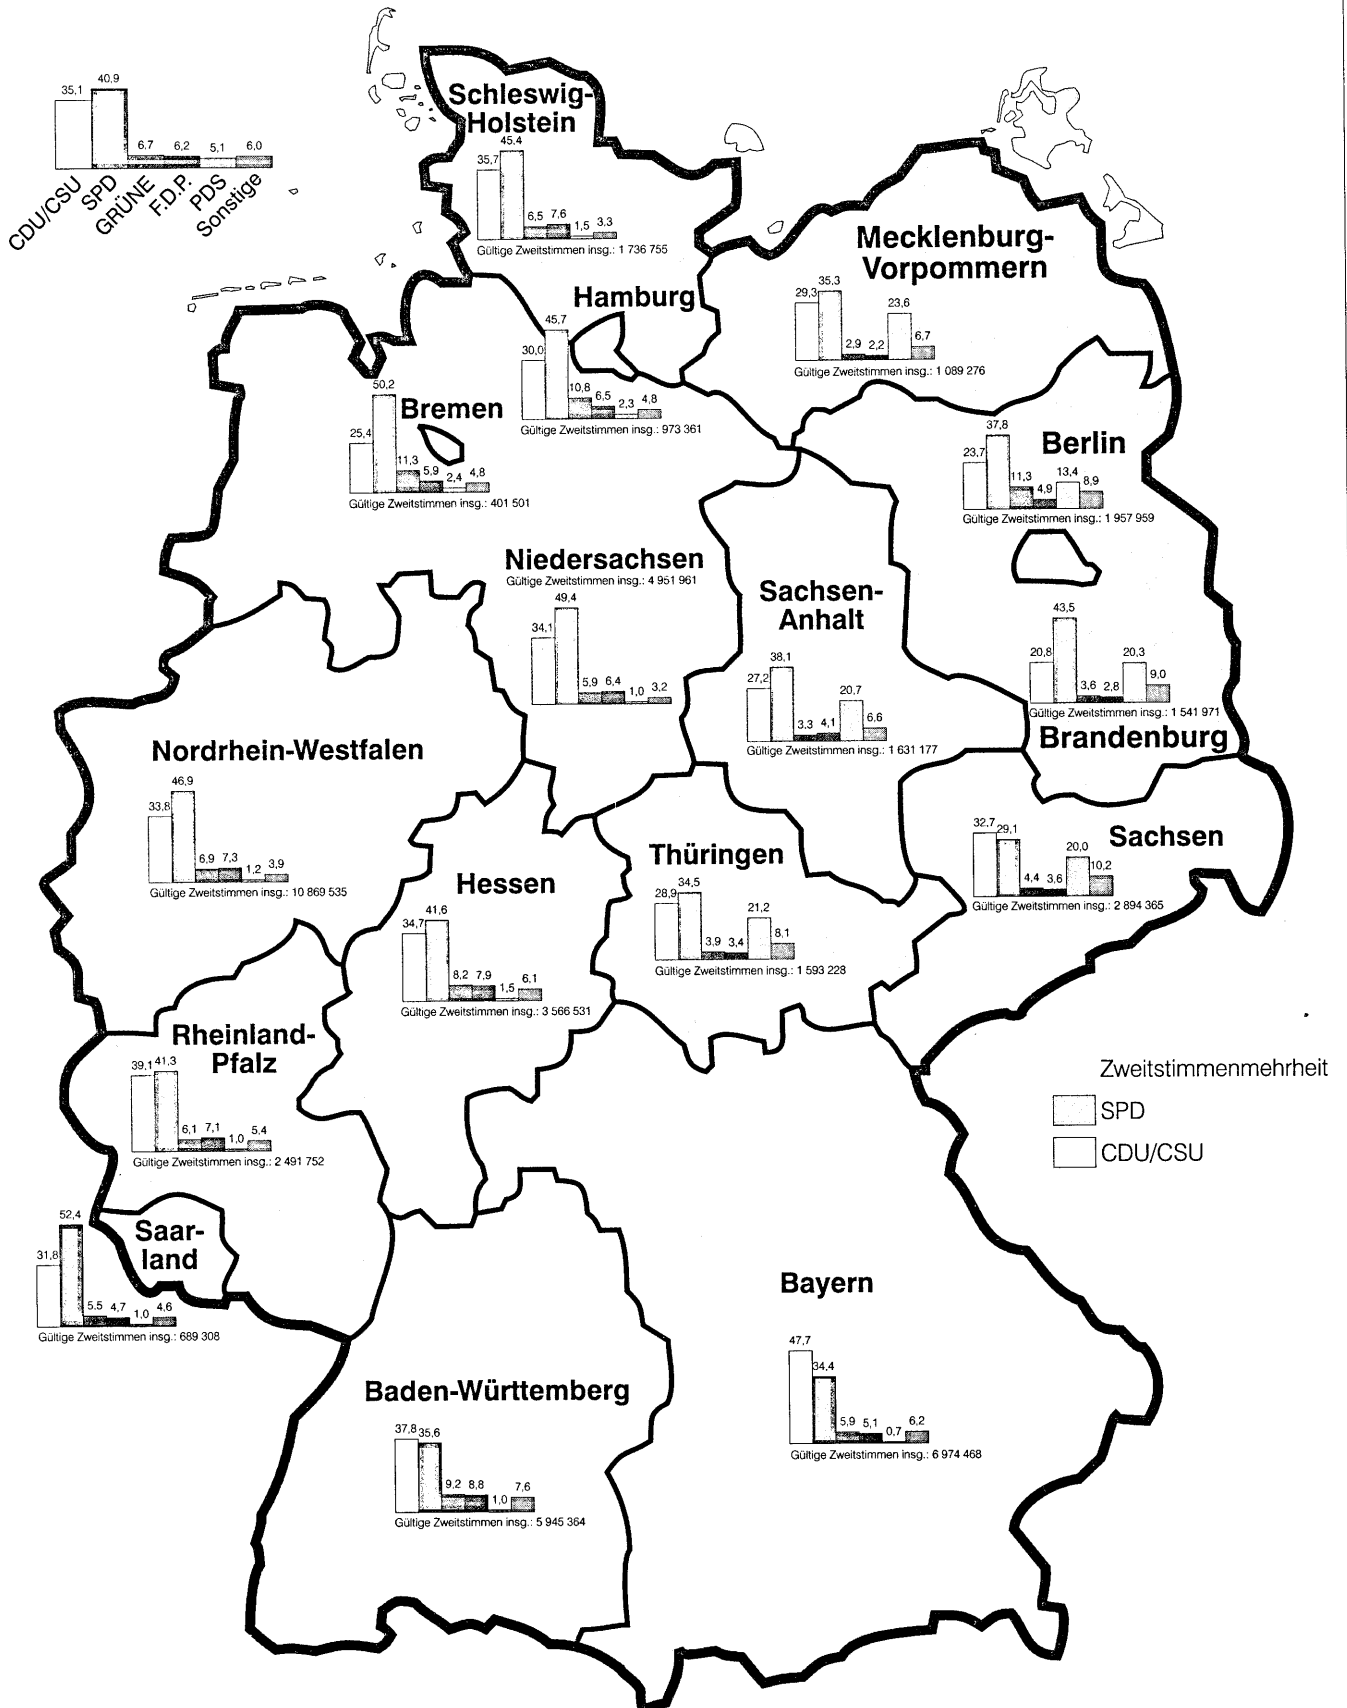 40,9
35,1
6,7 6,2 5,1 6,0
CDU/CSU
SPD
GRÜNE
F.D.P.
PDS
Sonstige
Schleswig-
Holstein
45,4
35,7
6,5 7,6 1,5 3,3
Gültige Zweitstimmen insg.: 1 736 755
Mecklenburg-
Vorpommern
29,3 35,3 2,9 2,2 23,6 6,7
Gültige Zweitstimmen insg.: 1 089 276
Hamburg
45,7
30,0
10,8 6,5 2,3 4,8
Gültige Zweitstimmen insg.: 973 361
Bremen
50,2
25,4
11,3 5,9 2,4 4,8
Gültige Zweitstimmen insg.: 401 501
Berlin
37,8
23,7
11,3 4,9 13,4 8,9
Gültige Zweitstimmen insg.: 1 957 959
Niedersachsen
Gültige Zweitstimmen insg.: 4 951 961
49,4
34,1
5,9 6,4 1,0 3,2
Sachsen-
Anhalt
38,1
27,2
3,3 4,1 20,7 6,6
Gültige Zweitstimmen insg.: 1 631 177
43,5
20,8
3,6 2,8 20,3 9,0
Gültige Zweitstimmen insg.: 1 541 971
Brandenburg
Nordrhein-Westfalen
46,9
33,8
6,9 7,3 1,2 3,9
Gültige Zweitstimmen insg.: 10 869 535
Hessen
41,6
34,7
8,2 7,9 1,5 6,1
Gültige Zweitstimmen insg.: 3 566 531
Thüringen
34,5
28,9
3,9 3,4 21,2 8,1
Gültige Zweitstimmen insg.: 1 593 228
Sachsen
32,7 29,1
4,4 3,6 20,0 10,2
Gültige Zweitstimmen insg.: 2 894 365
Rheinland-
Pfalz
39,1 41,3
6,1 7,1 1,0 5,4
Gültige Zweitstimmen insg.: 2 491 752
Zweitstimmenmehrheit
SPD
CDU/CSU
Saar-
land
52,4
31,8
5,5 4,7 1,0 4,6
Gültige Zweitstimmen insg.: 689 308
Bayern
47,7
34,4
5,9 5,1 0,7 6,2
Gültige Zweitstimmen insg.: 6 974 468
Baden-Württemberg
37,8 35,6
9,2 8,8 1,0 7,6
Gültige Zweitstimmen insg.: 5 945 364